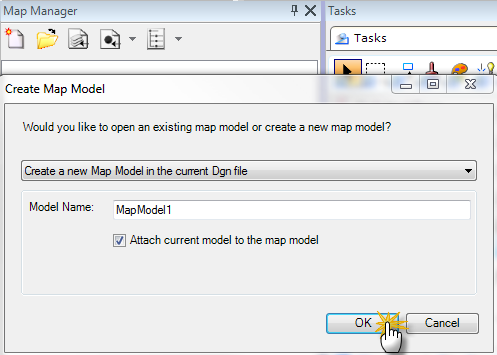 Map Manager
Tasks
Tasks
Create Map Model
Would you like to open an existing map model or create a new map model?
Create a new Map Model in the current Dgn file
Model Name:
MapModel1
Attach current model to the map model
OK
Cancel